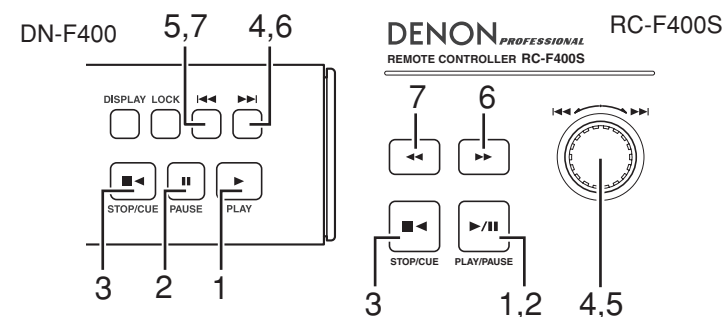 DN-F400
5,7
4,6
DISPLAY LOCK
STOP/CUE PAUSE PLAY
3
2
1
DENON PROFESSIONAL
RC-F400S
REMOTE CONTROLLER RC-F400S
7
6
STOP/CUE PLAY/PAUSE
3
1,2
4,5